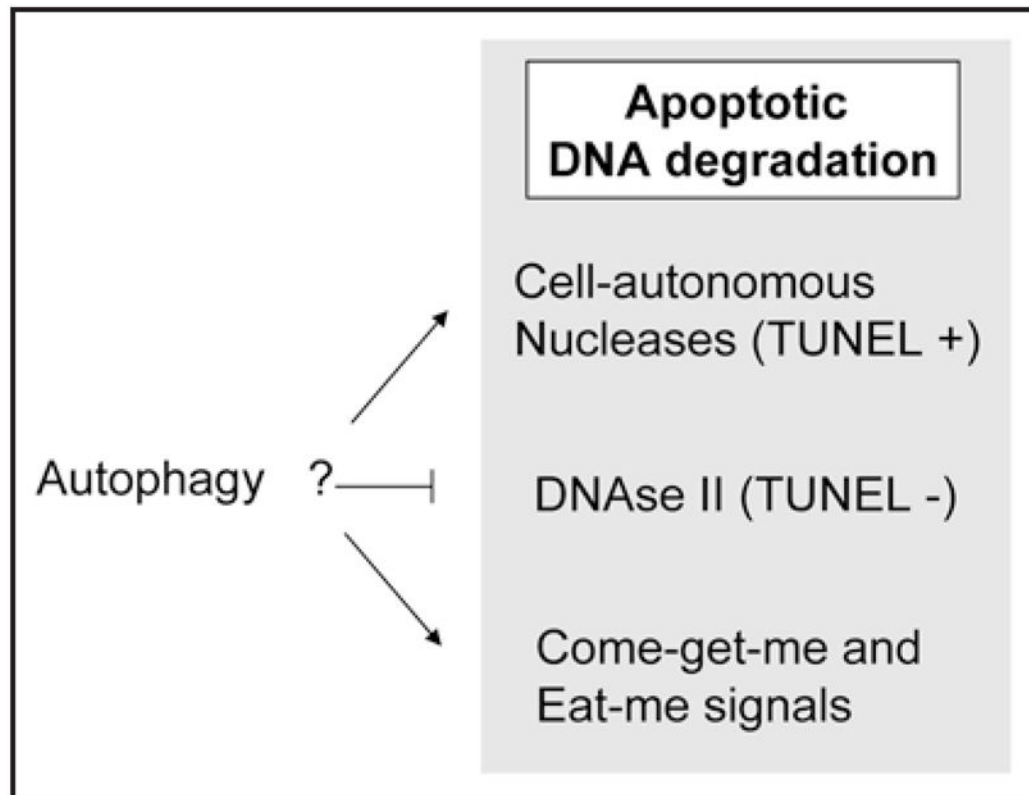 Apoptotic
DNA degradation
Cell-autonomous
Nucleases (TUNEL +)
Autophagy ?
DNAse II (TUNEL -)
Come-get-me and
Eat-me signals